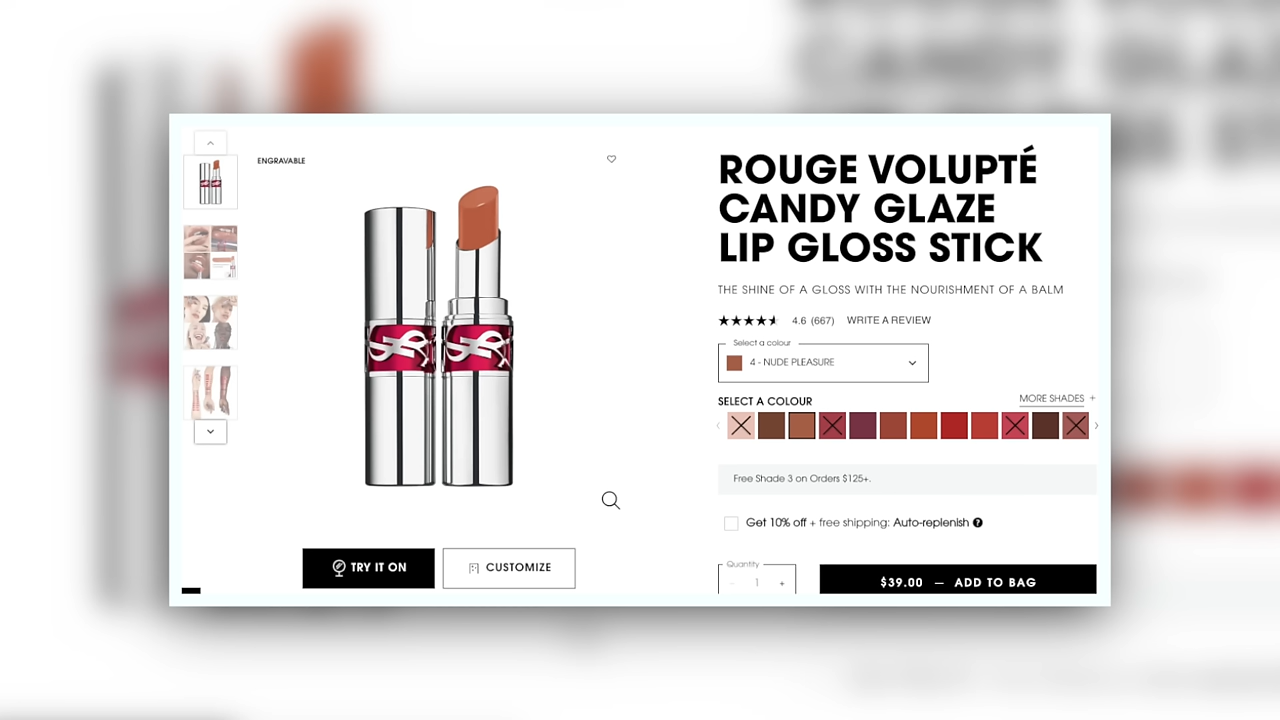 ENGRAVABLE
TRY IT ON
CUSTOMIZE
ROUGE VOLUPTÉ
CANDY GLAZE
LIP GLOSS STICK
THE SHINE OF A GLOSS WITH THE NOURISHMENT OF A BALM
4.6 (667) WRITE A REVIEW
Select a colour
4 - NUDE PLEASURE
SELECT A COLOUR
MORE SHADES +
Free Shade 3 on Orders $125+.
Get 10% off + free shipping: Auto-replenish ?
Quantity
- 1 +
$39.00 — ADD TO BAG